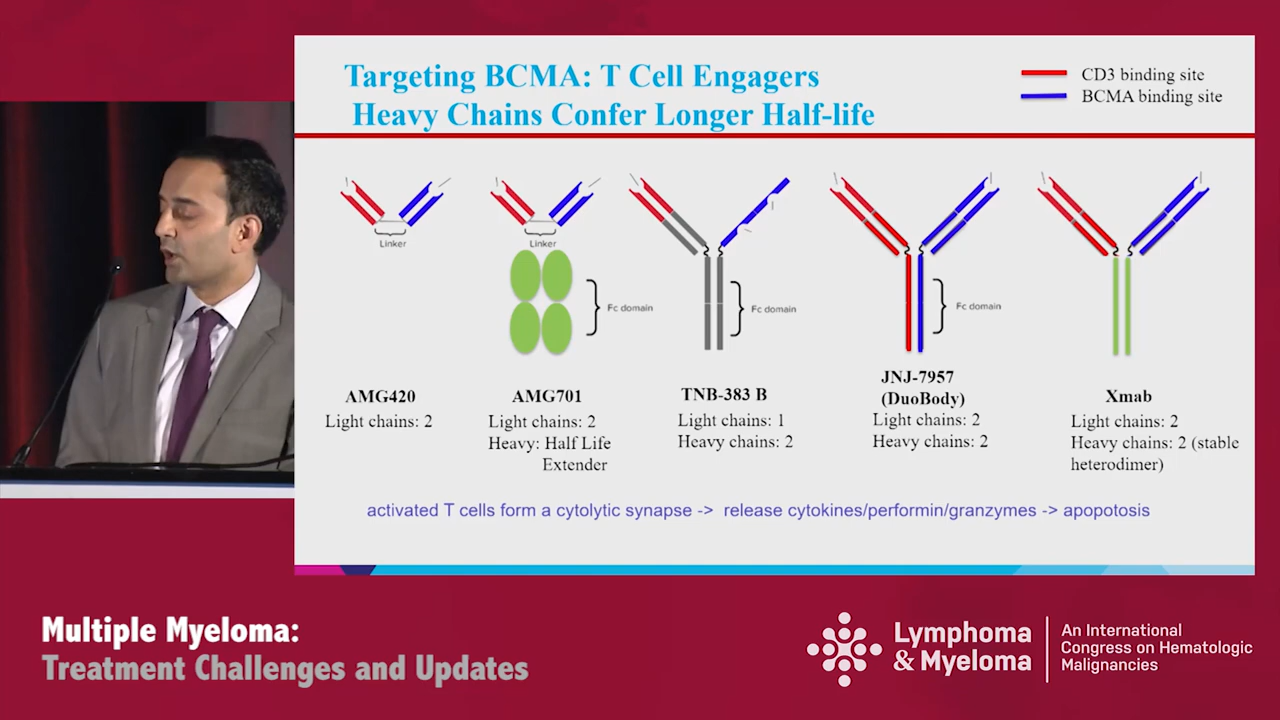 Targeting BCMA: T Cell Engagers
Heavy Chains Confer Longer Half-life
CD3 binding site
BCMA binding site
Linker
Linker
Fc domain
Fc domain
Fc domain
AMG420
Light chains: 2
AMG701
Light chains: 2
Heavy: Half Life
Extender
TNB-383 B
Light chains: 1
Heavy chains: 2
JNJ-7957
(DuoBody)
Light chains: 2
Heavy chains: 2
Xmab
Light chains: 2
Heavy chains: 2 (stable
heterodimer)
activated T cells form a cytolytic synapse -> release cytokines/performin/granzymes -> apopotosis
Multiple Myeloma:
Treatment Challenges and Updates
Lymphoma
& Myeloma
An International
Congress on Hematologic
Malignancies